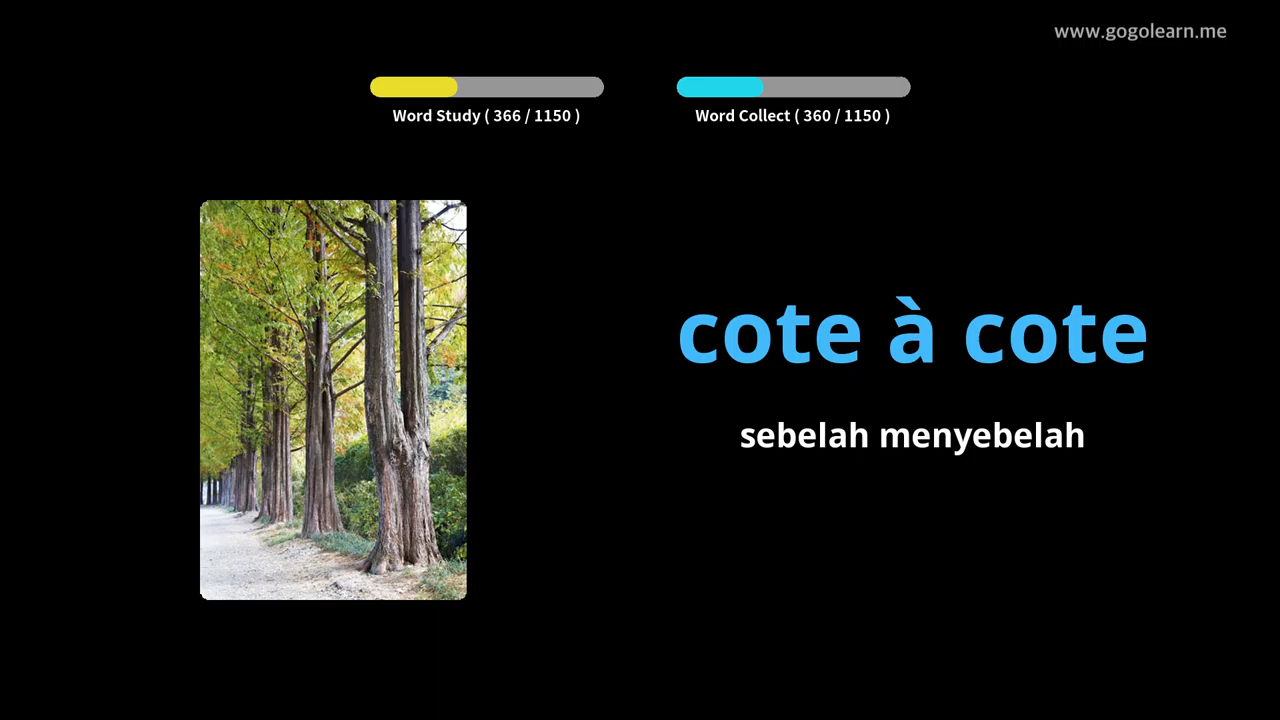 www.gogolearn.me
Word Study ( 366 / 1150 )
Word Collect ( 360 / 1150 )
cote à cote
sebelah menyebelah